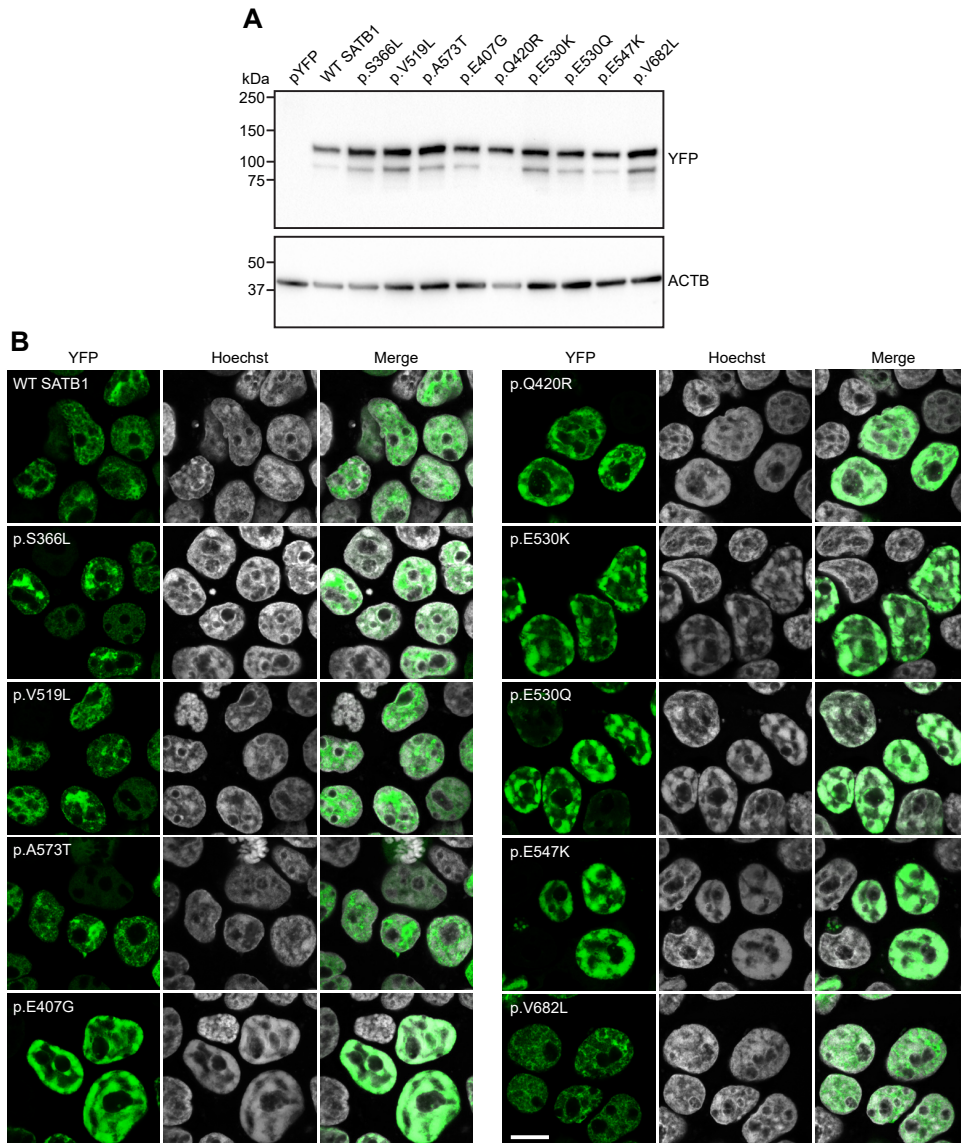 A
pYFP
WT SATB1
p.S366L
p.V519L
p.A573T
p.E407G
p.Q420R
p.E530K
p.E530Q
p.E547K
p.V682L
kDa
250
150
100
75
YFP
50
37
ACTB
B
YFP Hoechst Merge
WT SATB1
p.S366L
p.V519L
p.A573T
p.E407G
YFP Hoechst Merge
p.Q420R
p.E530K
p.E530Q
p.E547K
p.V682L